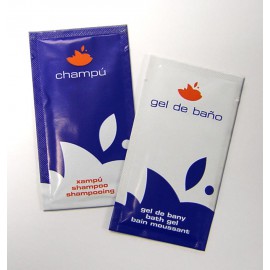 champú
xampú
shampoo
shampooing
gel de baño
gel de bany
bath gel
bain moussant